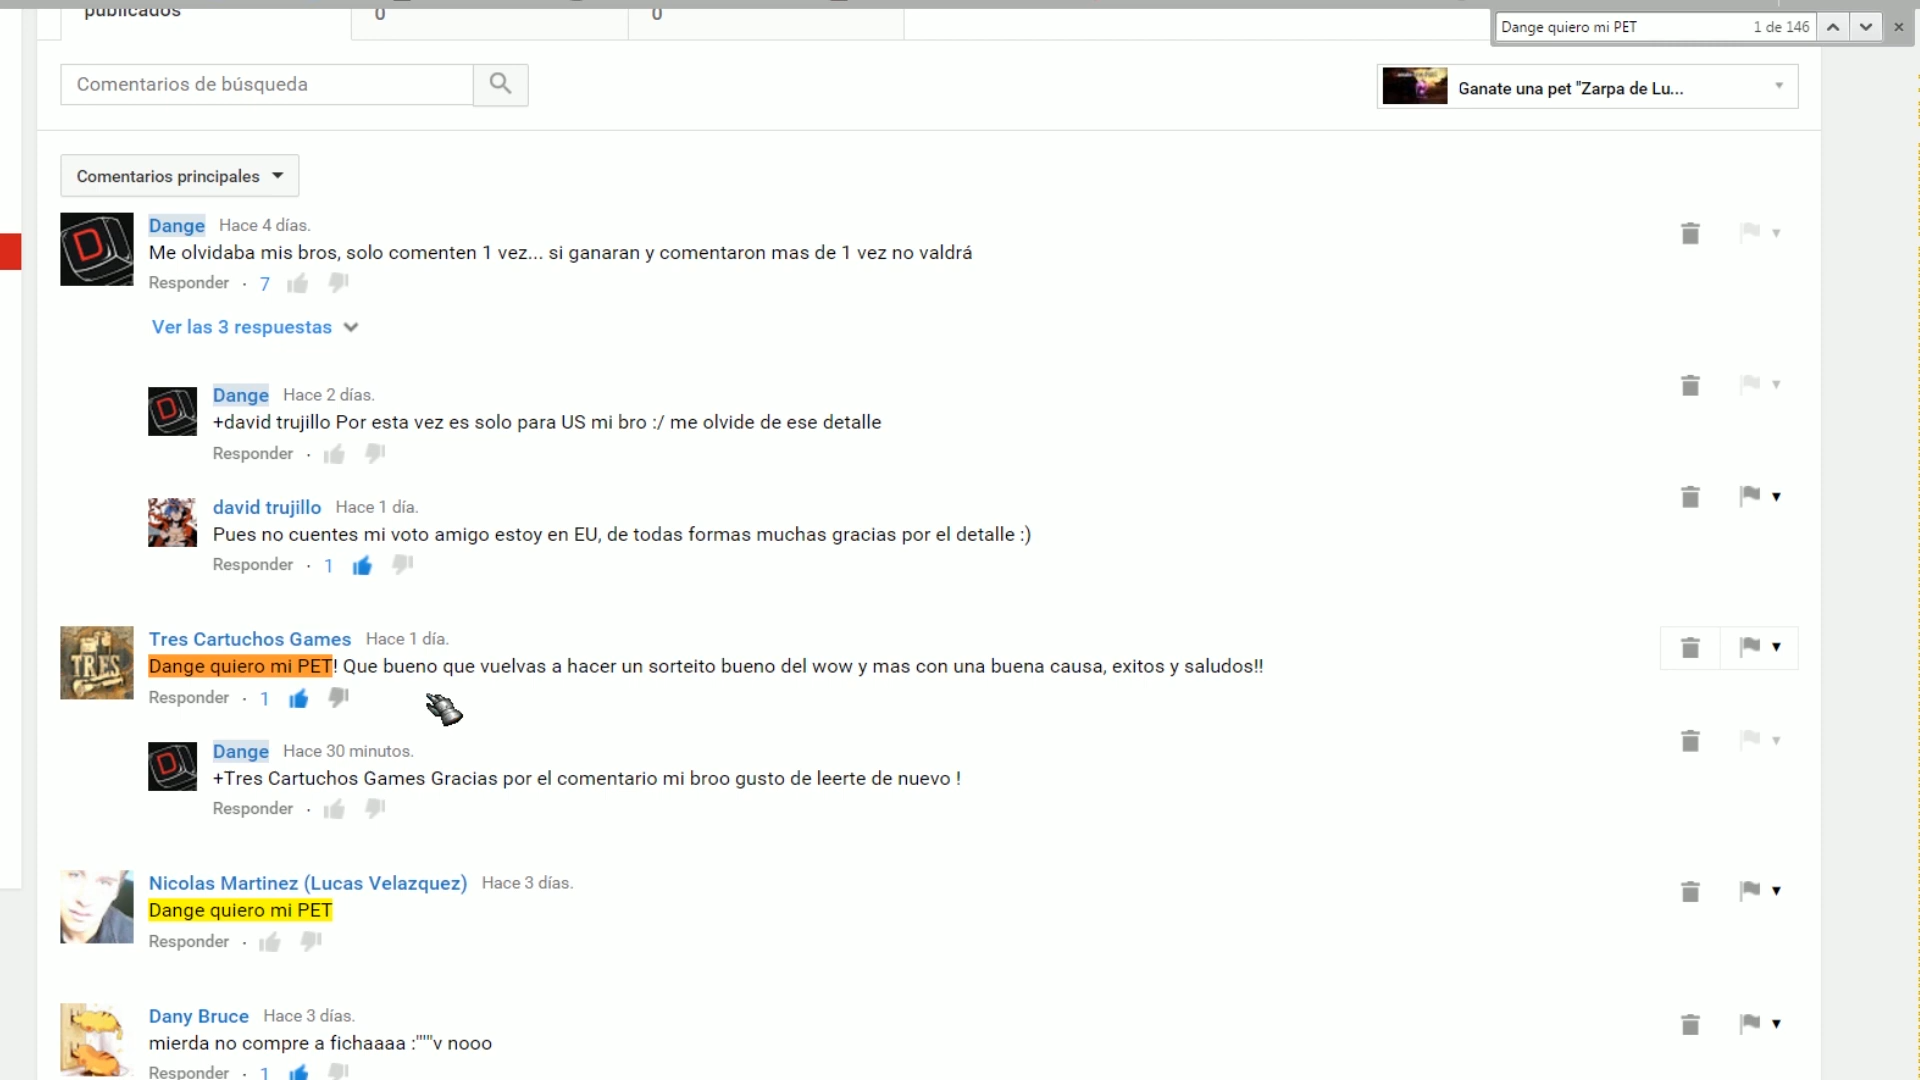 publicados
0
0
Dange quiero mi PET 1 de 146
Comentarios de búsqueda
Ganate una pet "Zarpa de Lu...
Comentarios principales
Dange Hace 4 días.
Me olvidaba mis bros, solo comenten 1 vez... si ganaran y comentaron mas de 1 vez no valdrá
Responder · 7
Ver las 3 respuestas
Dange Hace 2 días.
+david trujillo Por esta vez es solo para US mi bro :/ me olvide de ese detalle
Responder ·
david trujillo Hace 1 día.
Pues no cuentes mi voto amigo estoy en EU, de todas formas muchas gracias por el detalle :)
Responder · 1
TRES
Tres Cartuchos Games Hace 1 día.
Dange quiero mi PET! Que bueno que vuelvas a hacer un sorteito bueno del wow y mas con una buena causa, exitos y saludos!!
Responder · 1
Dange Hace 30 minutos.
+Tres Cartuchos Games Gracias por el comentario mi broo gusto de leerte de nuevo !
Responder ·
Nicolas Martinez (Lucas Velazquez) Hace 3 días.
Dange quiero mi PET
Responder ·
Dany Bruce Hace 3 días.
mierda no compre a fichaaaa :""'v nooo
Responder · 1